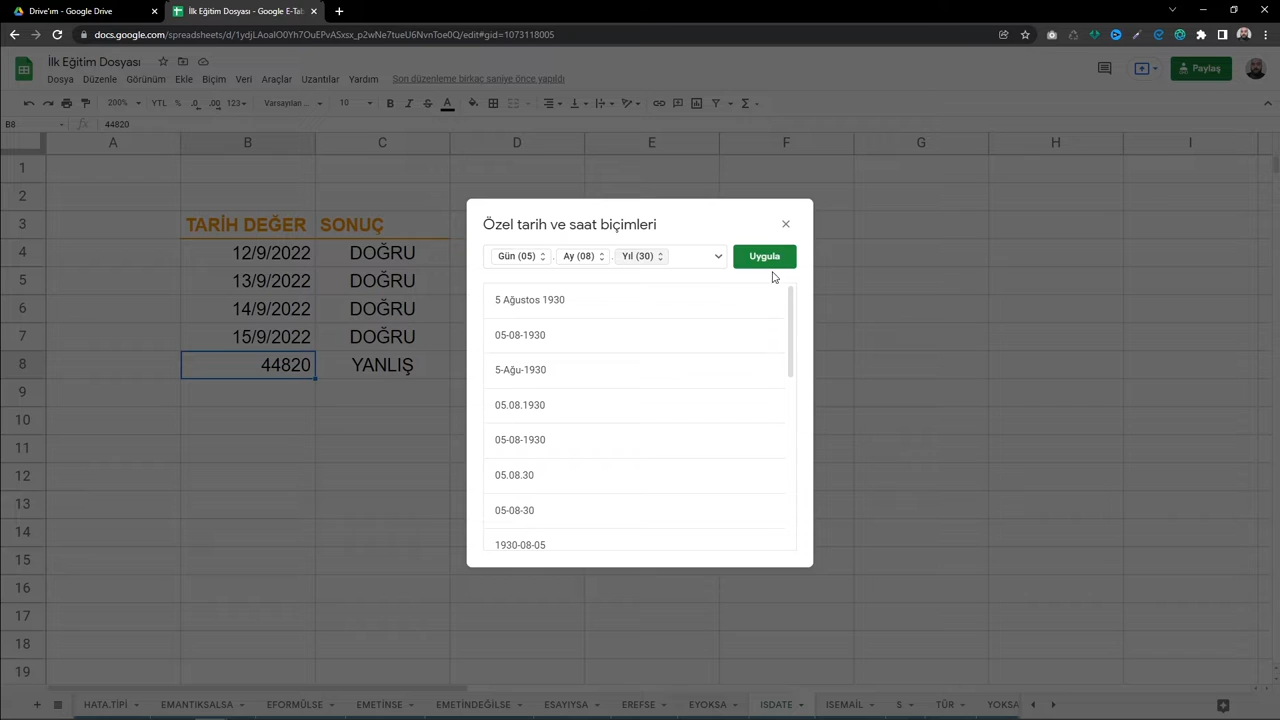 Drive'ım - Google Drive
İlk Eğitim Dosyası - Google E-Tab
docs.google.com/spreadsheets/d/1ydjLAoaIO0Yh7OuEPvASxsx_p2wNe7tueU6NvnToe0Q/edit#gid=1073118005
İlk Eğitim Dosyası
Dosya Düzenle Görünüm Ekle Biçim Veri Araçlar Uzantılar Yardım Son düzenleme birkaç saniye önce yapıldı
Paylaş
200% YTL % .0 .00 123 Varsayılan ... 10 B I S A
B8 fx 44820
A B C D E F G H I
1
2
3 TARİH DEĞER SONUÇ
4 12/9/2022 DOĞRU
5 13/9/2022 DOĞRU
6 14/9/2022 DOĞRU
7 15/9/2022 DOĞRU
8 44820 YANLIŞ
9
10
11
12
13
14
15
16
17
18
19
Özel tarih ve saat biçimleri
Gün (05) . Ay (08) . Yıl (30)
Uygula
5 Ağustos 1930
05-08-1930
5-Ağu-1930
05.08.1930
05-08-1930
05.08.30
05-08-30
1930-08-05
HATA.TİPİ EMANTIKSALSA EFORMÜLSE EMETİNSE EMETİNDEĞİLSE ESAYIYSA EREFSE EYOKSA ISDATE ISEMAİL S TÜR YOKSA